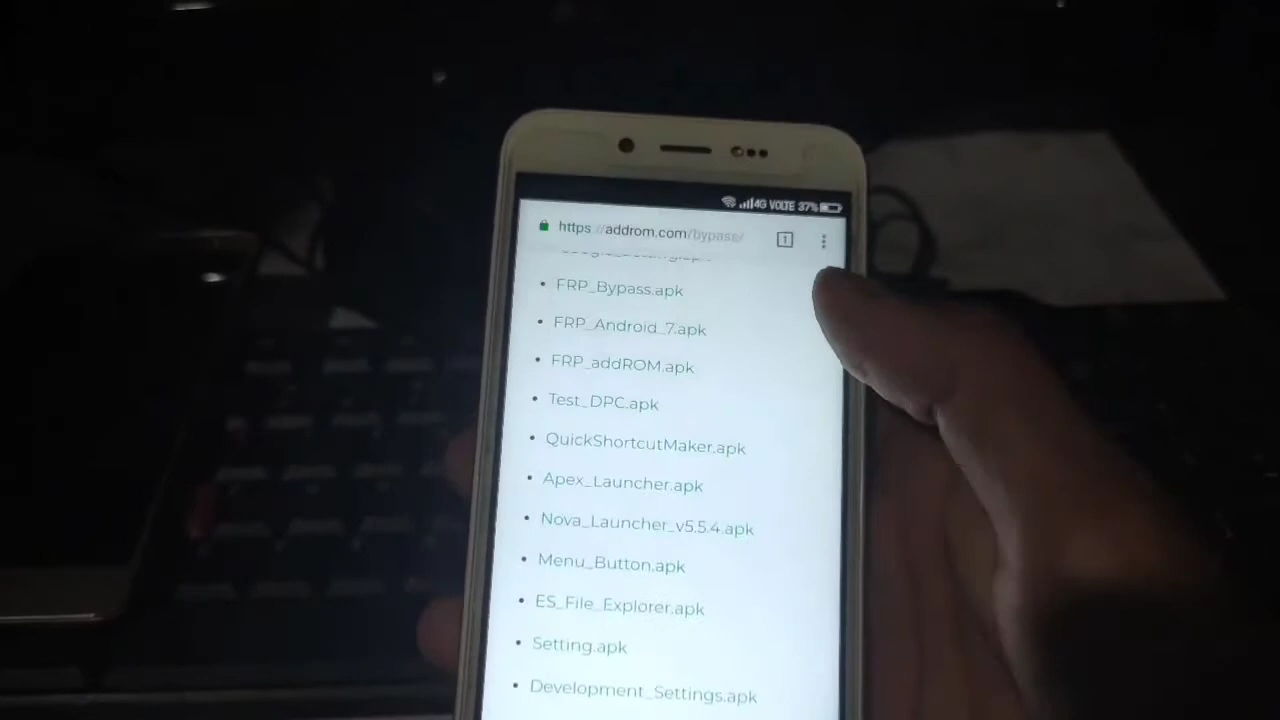 4G VOLTE 37%
https://addrom.com/bypass/
1
• FRP_Bypass.apk
• FRP_Android_7.apk
• FRP_addROM.apk
• Test_DPC.apk
• QuickShortcutMaker.apk
• Apex_Launcher.apk
• Nova_Launcher_v5.5.4.apk
• Menu_Button.apk
• ES_File_Explorer.apk
• Setting.apk
• Development_Settings.apk